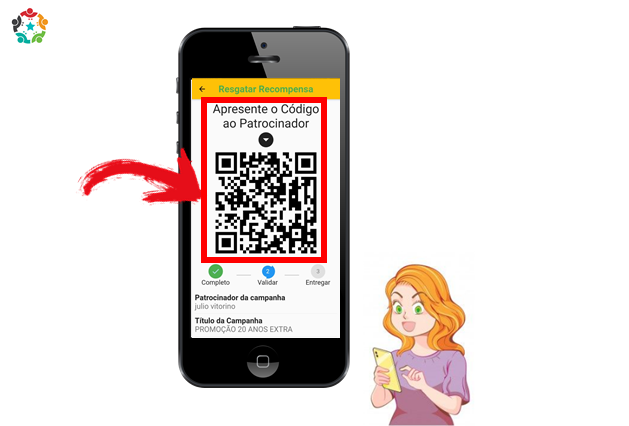 Resgatar Recompensa
Apresente o Código
ao Patrocinador
2
3
Completo
Validar
Entregar
Patrocinador da campanha
julio vitorino
Título da Campanha
PROMOÇÃO 20 ANOS EXTRA